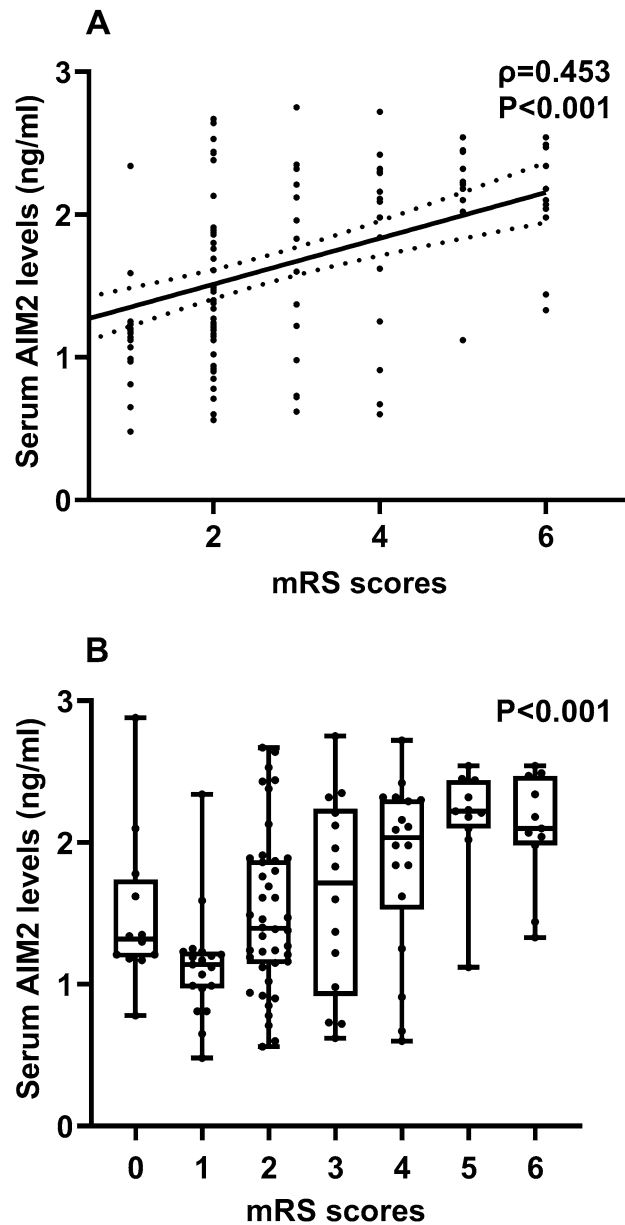 A
ρ=0.453
P<0.001
Serum AIM2 levels (ng/ml)
3
2
1
0
2 4 6
mRS scores
B
P<0.001
Serum AIM2 levels (ng/ml)
3
2
1
0
0 1 2 3 4 5 6
mRS scores